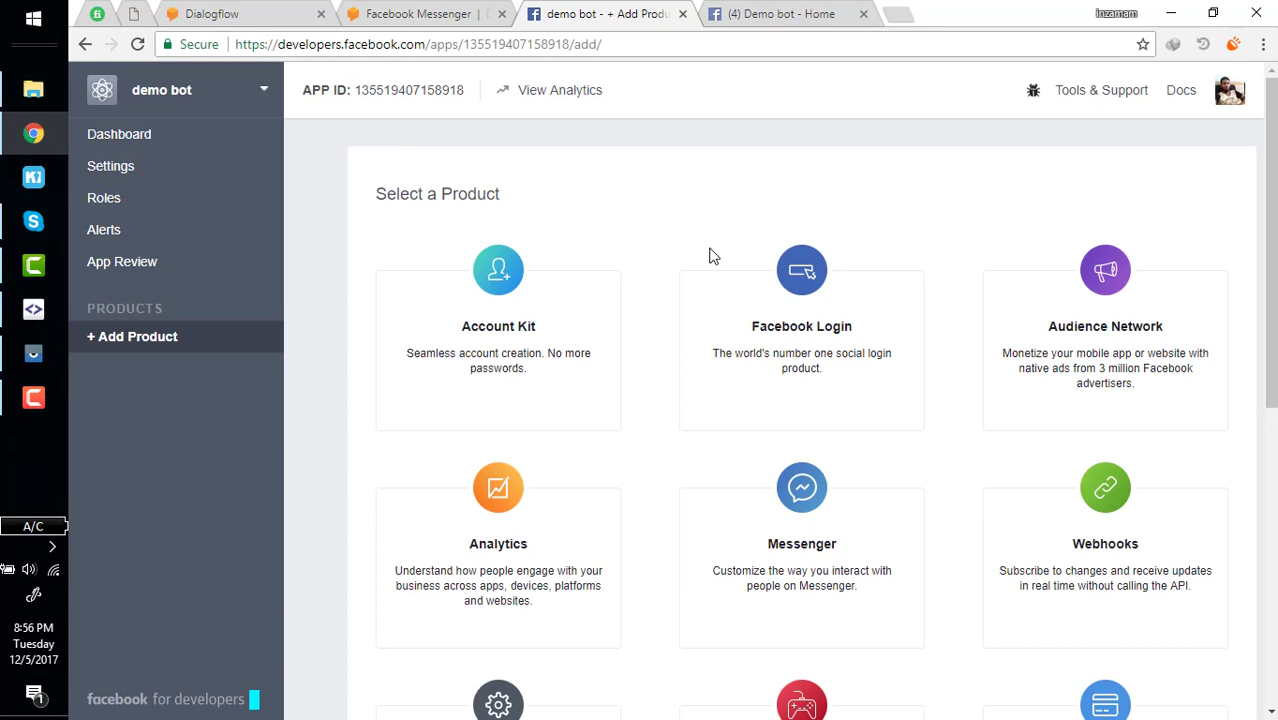 Dialogflow
Facebook Messenger |
demo bot - + Add Produ
(4) Demo bot - Home
inzamam
Secure
https://developers.facebook.com/apps/135519407158918/add/
demo bot
APP ID: 135519407158918
View Analytics
Tools & Support
Docs
Dashboard
Settings
Roles
Alerts
App Review
PRODUCTS
+ Add Product
Select a Product
Account Kit
Seamless account creation. No more
passwords.
Facebook Login
The world's number one social login
product.
Audience Network
Monetize your mobile app or website with
native ads from 3 million Facebook
advertisers.
Analytics
Understand how people engage with your
business across apps, devices, platforms
and websites.
Messenger
Customize the way you interact with
people on Messenger.
Webhooks
Subscribe to changes and receive updates
in real time without calling the API.
A/C
8:56 PM
Tuesday
12/5/2017
1
facebook for developers